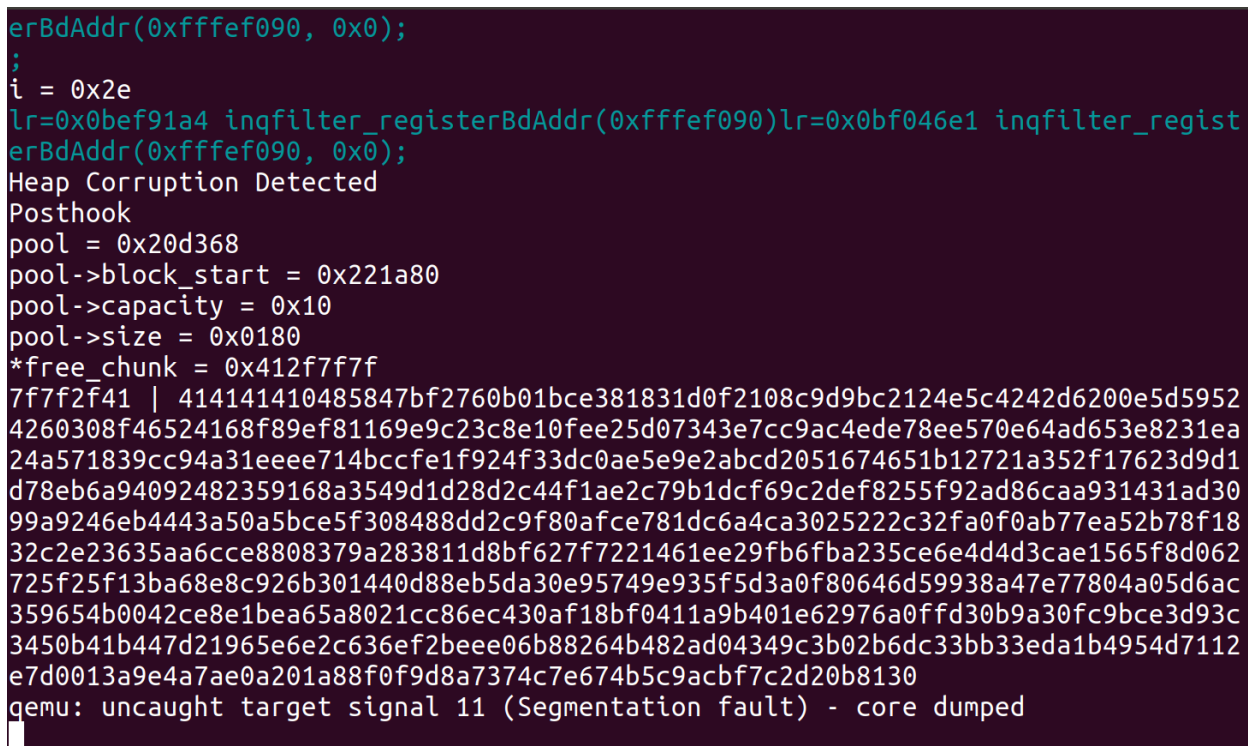 erBdAddr(0xfffef090, 0x0);
;
i = 0x2e
lr=0x0bef91a4 inqfilter_registerBdAddr(0xfffef090)lr=0x0bf046e1 inqfilter_regist
erBdAddr(0xfffef090, 0x0);
Heap Corruption Detected
Posthook
pool = 0x20d368
pool->block_start = 0x221a80
pool->capacity = 0x10
pool->size = 0x0180
*free_chunk = 0x412f7f7f
7f7f2f41 | 414141410485847bf2760b01bce381831d0f2108c9d9bc2124e5c4242d6200e5d5952
4260308f46524168f89ef81169e9c23c8e10fee25d07343e7cc9ac4ede78ee570e64ad653e8231ea
24a571839cc94a31eeee714bccfe1f924f33dc0ae5e9e2abcd2051674651b12721a352f17623d9d1
d78eb6a94092482359168a3549d1d28d2c44f1ae2c79b1dcf69c2def8255f92ad86caa931431ad30
99a9246eb4443a50a5bce5f308488dd2c9f80afce781dc6a4ca3025222c32fa0f0ab77ea52b78f18
32c2e23635aa6cce8808379a283811d8bf627f7221461ee29fb6fba235ce6e4d4d3cae1565f8d062
725f25f13ba68e8c926b301440d88eb5da30e95749e935f5d3a0f80646d59938a47e77804a05d6ac
359654b0042ce8e1bea65a8021cc86ec430af18bf0411a9b401e62976a0ffd30b9a30fc9bce3d93c
3450b41b447d21965e6e2c636ef2beee06b88264b482ad04349c3b02b6dc33bb33eda1b4954d7112
e7d0013a9e4a7ae0a201a88f0f9d8a7374c7e674b5c9acbf7c2d20b8130
qemu: uncaught target signal 11 (Segmentation fault) - core dumped